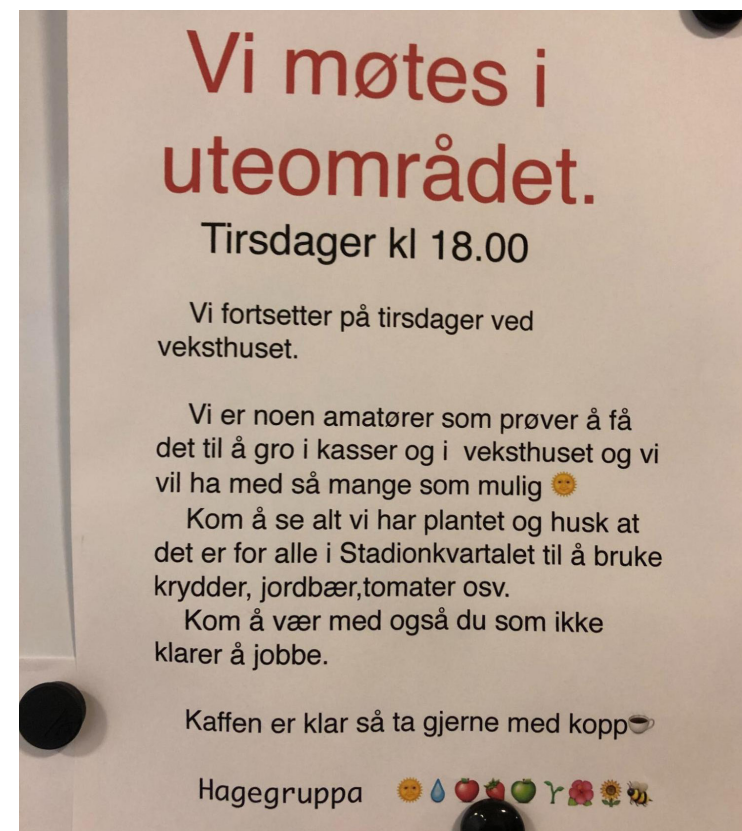 Vi møtes i
uteområdet.
Tirsdager kl 18.00
Vi fortsetter på tirsdager ved
veksthuset.
Vi er noen amatører som prøver å få
det til å gro i kasser og i veksthuset og vi
vil ha med så mange som mulig 🌞
Kom å se alt vi har plantet og husk at
det er for alle i Stadionkvartalet til å bruke
krydder, jordbær,tomater osv.
Kom å vær med også du som ikke
klarer å jobbe.
Kaffen er klar så ta gjerne med kopp☕
Hagegruppa 🌞💧🍎🍓🍏🌱🌺🌻🐝